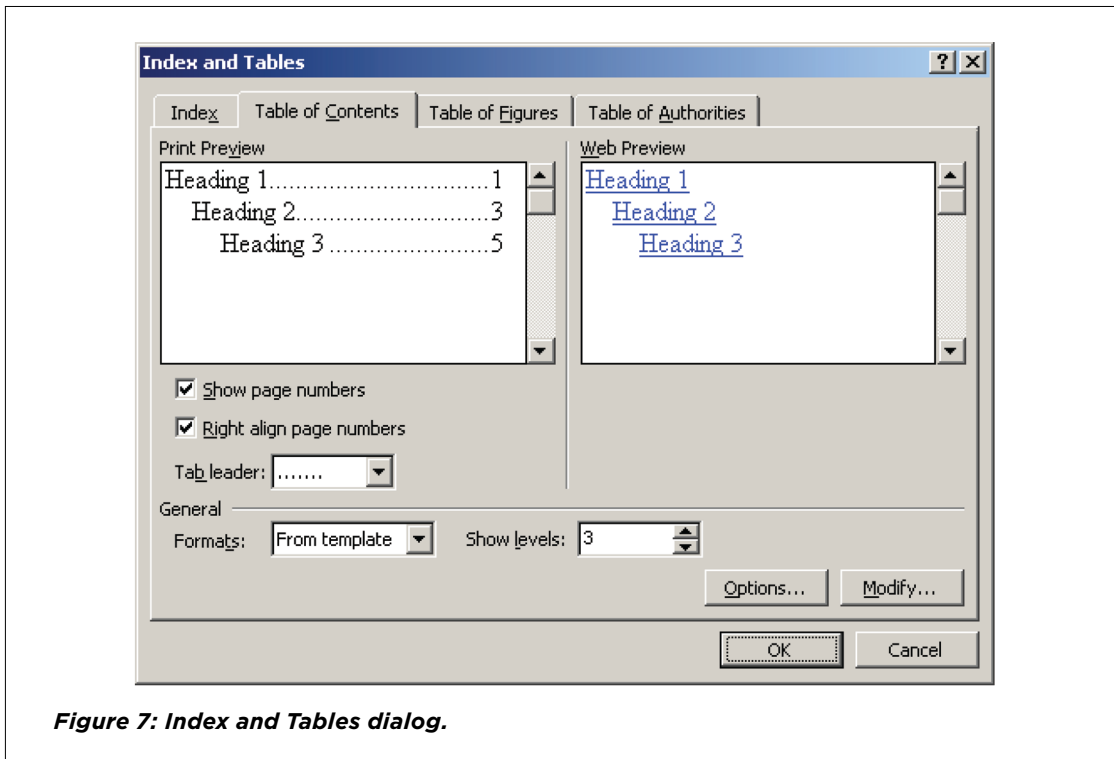 Index and Tables
Index Table of Contents Table of Figures Table of Authorities
Print Preview
Heading 1.................................1
Heading 2.............................3
Heading 3........................5
Web Preview
Heading 1
Heading 2
Heading 3
Show page numbers
Right align page numbers
Tab leader: .......
General
Formats: From template Show levels: 3
Options... Modify...
OK Cancel
Figure 7: Index and Tables dialog.